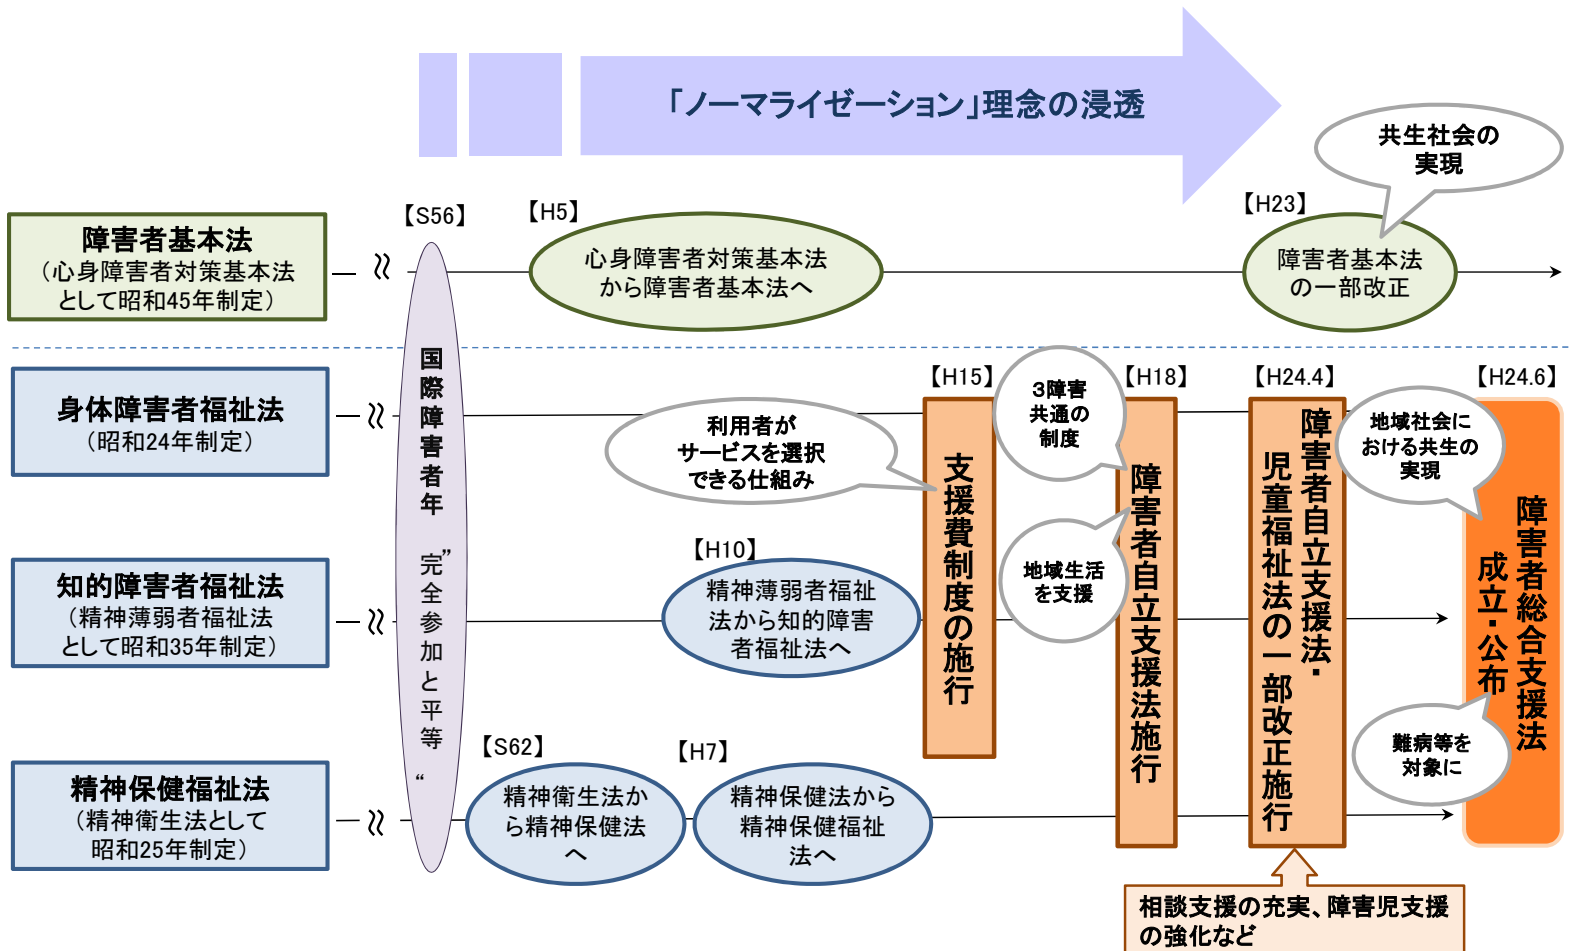 「ノーマライゼーション」理念の浸透
共生社会の
実現
【S56】
【H5】
【H23】
障害者基本法
（心身障害者対策基本法
として昭和45年制定）
心身障害者対策基本法
から障害者基本法へ
障害者基本法
の一部改正
国際障害者年　”完全参加と平等“
身体障害者福祉法
（昭和24年制定）
【H15】
【H18】
【H24.4】
【H24.6】
利用者が
サービスを選択
できる仕組み
３障害
共通の
制度
地域社会に
おける共生の
実現
支援費制度の施行
障害者自立支援法施行
障害者自立支援法・
児童福祉法の一部改正施行
障害者総合支援法
成立・公布
地域生活
を支援
知的障害者福祉法
（精神薄弱者福祉法
として昭和35年制定）
【H10】
精神薄弱者福祉
法から知的障害
者福祉法へ
難病等を
対象に
精神保健福祉法
（精神衛生法として
昭和25年制定）
【S62】
精神衛生法か
ら精神保健法
へ
【H7】
精神保健法から
精神保健福祉
法へ
相談支援の充実、障害児支援
の強化など